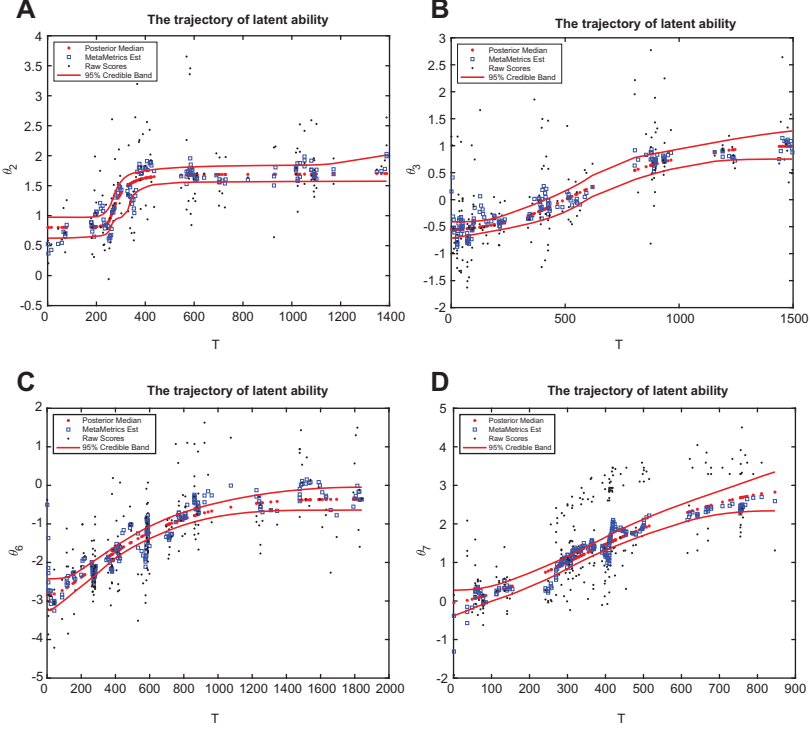 A
The trajectory of latent ability
4
3.5
3
2.5
2
1.5
1
0.5
0
-0.5
θ2
Posterior Median
MetaMetrics Est
Raw Scores
95% Credible Band
0 200 400 600 800 1000 1200 1400
T
B
The trajectory of latent ability
3
2.5
2
1.5
1
0.5
0
-0.5
-1
-1.5
-2
θ3
Posterior Median
MetaMetrics Est
Raw Scores
95% Credible Band
0 500 1000 1500
T
C
The trajectory of latent ability
2
1
0
-1
-2
-3
-4
-5
θ6
Posterior Median
MetaMetrics Est
Raw Scores
95% Credible Band
0 200 400 600 800 1000 1200 1400 1600 1800 2000
T
D
The trajectory of latent ability
5
4
3
2
1
0
-1
-2
θ7
Posterior Median
MetaMetrics Est
Raw Scores
95% Credible Band
0 100 200 300 400 500 600 700 800 900
T